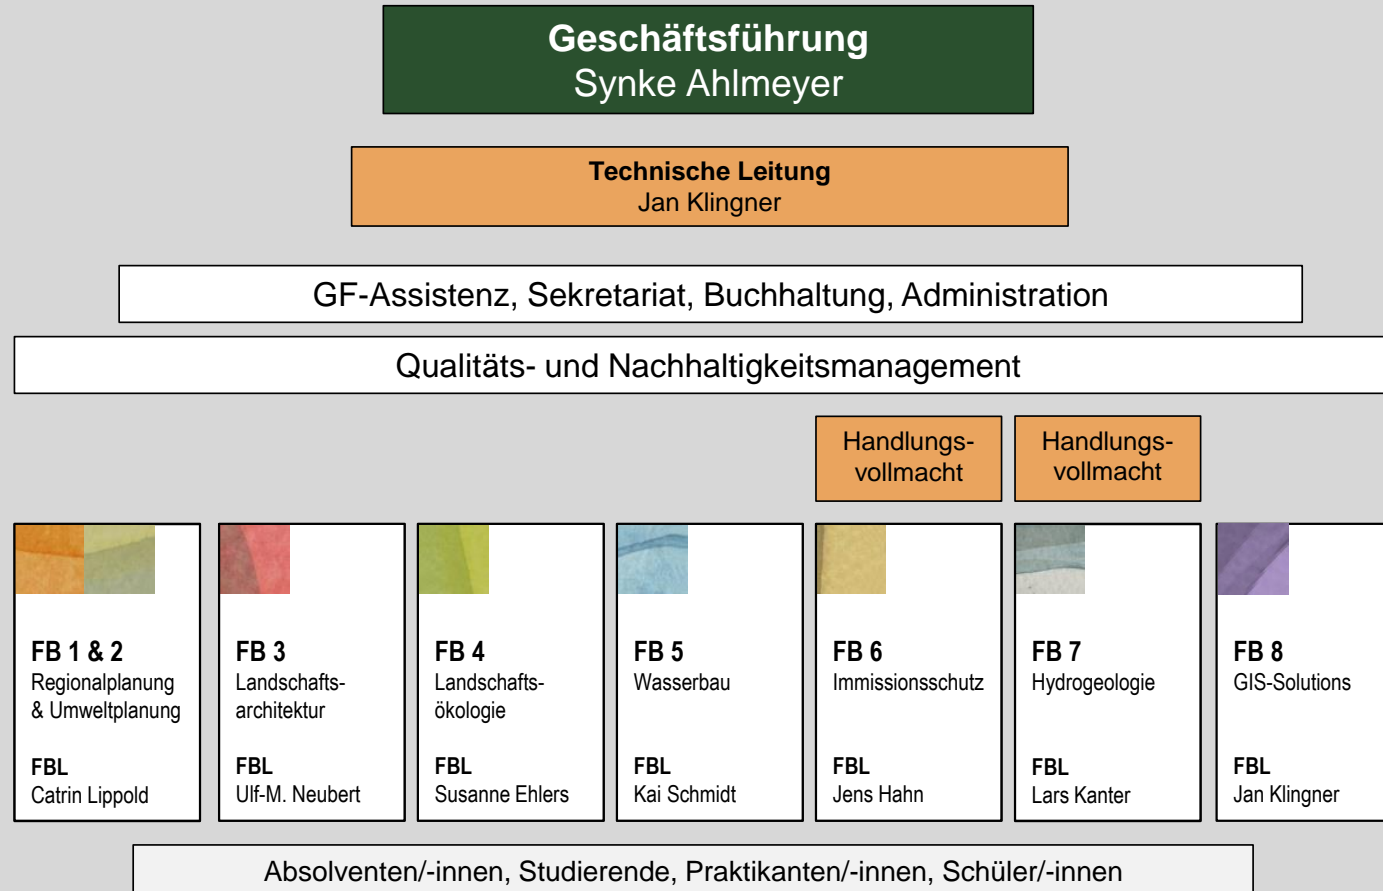 Geschäftsführung
Synke Ahlmeyer
Technische Leitung
Jan Klingner
GF-Assistenz, Sekretariat, Buchhaltung, Administration
Qualitäts- und Nachhaltigkeitsmanagement
Handlungs-
vollmacht
Handlungs-
vollmacht
FB 1 & 2
Regionalplanung
& Umweltplanung
FBL
Catrin Lippold
FB 3
Landschafts-
architektur
FBL
Ulf-M. Neubert
FB 4
Landschafts-
ökologie
FBL
Susanne Ehlers
FB 5
Wasserbau
FBL
Kai Schmidt
FB 6
Immissionsschutz
FBL
Jens Hahn
FB 7
Hydrogeologie
FBL
Lars Kanter
FB 8
GIS-Solutions
FBL
Jan Klingner
Absolventen/-innen, Studierende, Praktikanten/-innen, Schüler/-innen